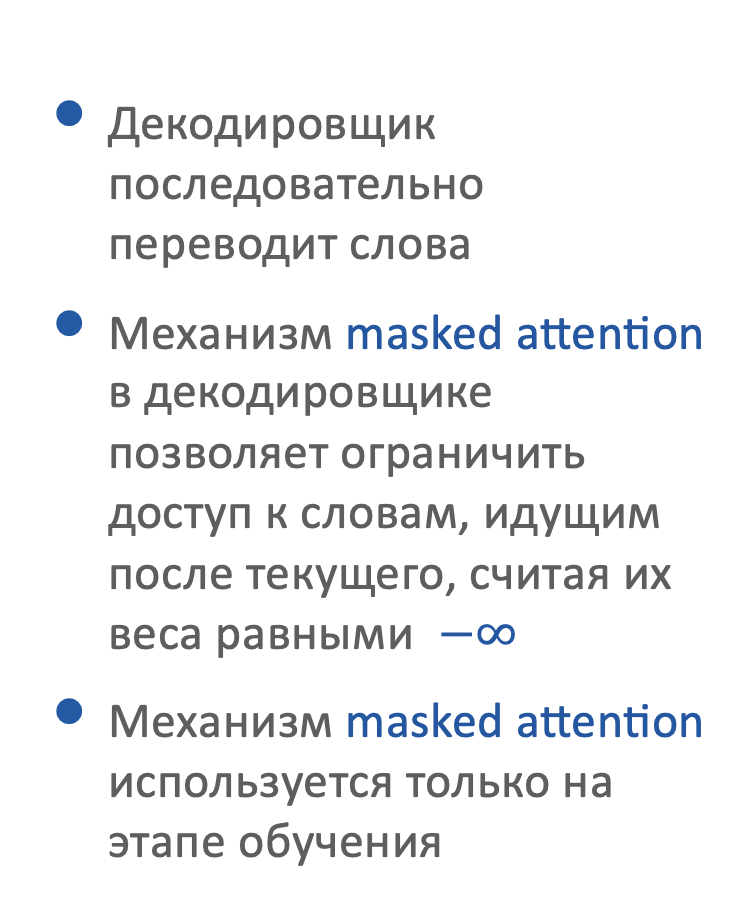 • Декодировщик
последовательно
переводит слова
• Механизм masked attention
в декодировщике
позволяет ограничить
доступ к словам, идущим
после текущего, считая их
веса равными −∞
• Механизм masked attention
используется только на
этапе обучения